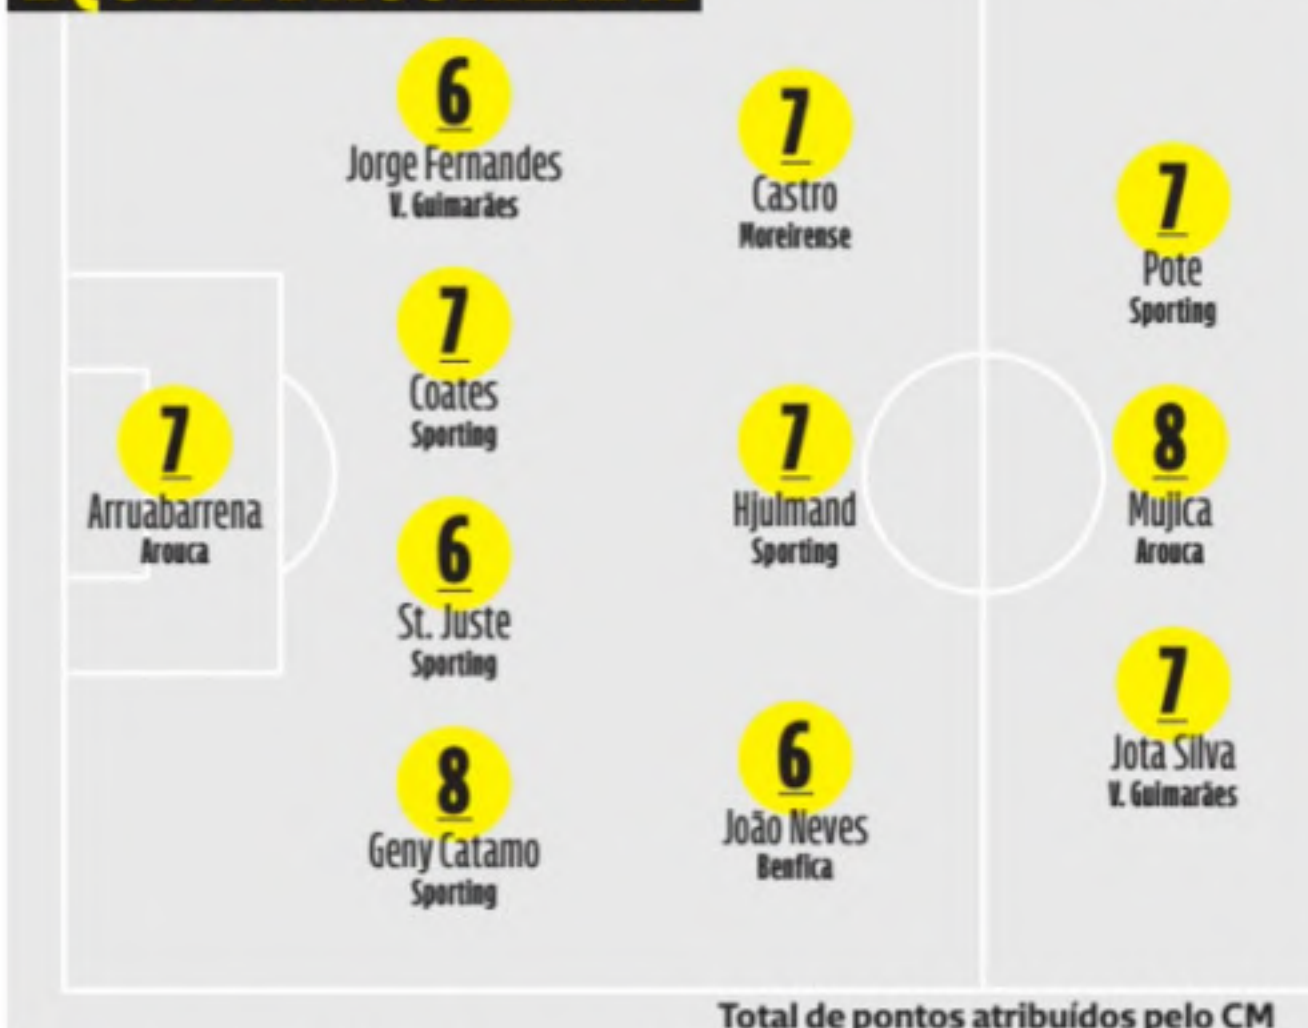 6
Jorge Fernandes
V. Guimarães
7
Castro
Moreirense
7
Pote
Sporting
7
Coates
Sporting
7
Arruabarrena
Arouca
7
Hjulmand
Sporting
8
Mujica
Arouca
6
St. Juste
Sporting
7
Jota Silva
V. Guimarães
8
Geny Catamo
Sporting
6
João Neves
Benfica
Total de pontos atribuídos pelo CM